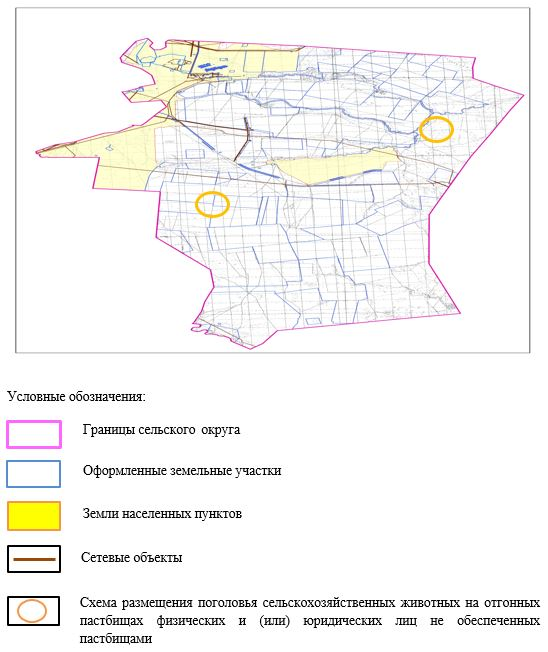 Условные обозначения:
Границы сельского округа
Оформленные земельные участки
Земли населенных пунктов
Сетевые объекты
Схема размещения поголовья сельскохозяйственных животных на отгонных
пастбищах физических и (или) юридических лиц не обеспеченных
пастбищами